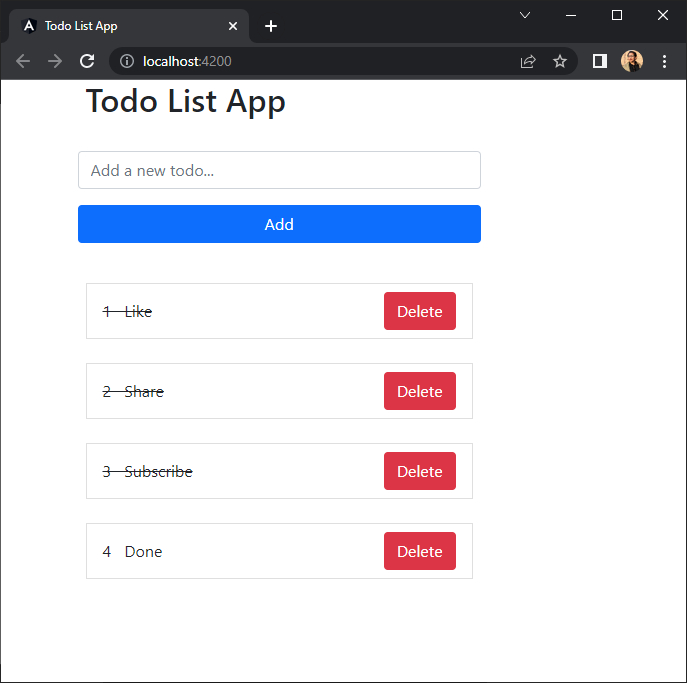 Todo List App
localhost:4200
Todo List App
Add a new todo...
Add
1 Like Delete
2 Share Delete
3 Subscribe Delete
4 Done Delete